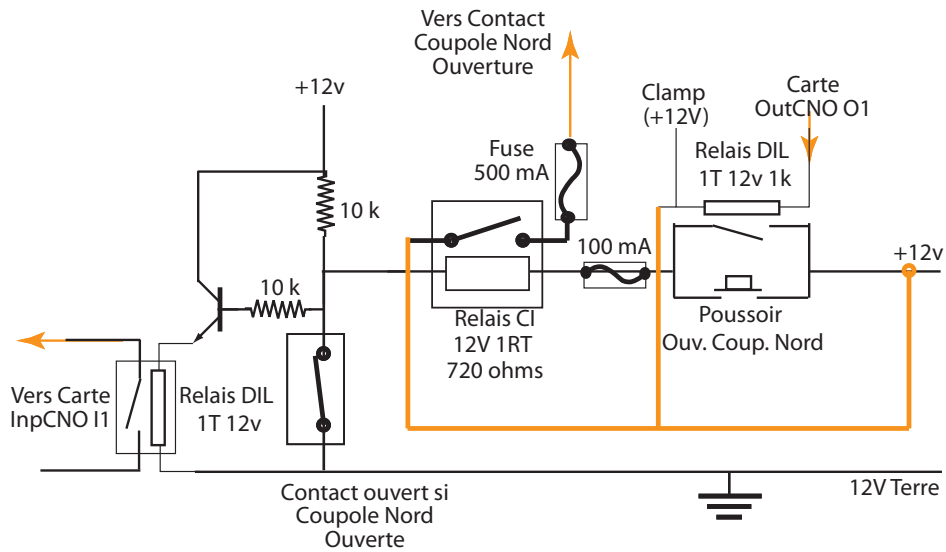 Vers Contact
Coupole Nord
Ouverture
+12v
Clamp
(+12V)
Carte
OutCNO O1
Fuse
500 mA
Relais DIL
1T 12v 1k
10 k
100 mA
+12v
10 k
Relais CI
12V 1RT
720 ohms
Poussoir
Ouv. Coup. Nord
Vers Carte
InpCNO I1
Relais DIL
1T 12v
12V Terre
Contact ouvert si
Coupole Nord
Ouverte